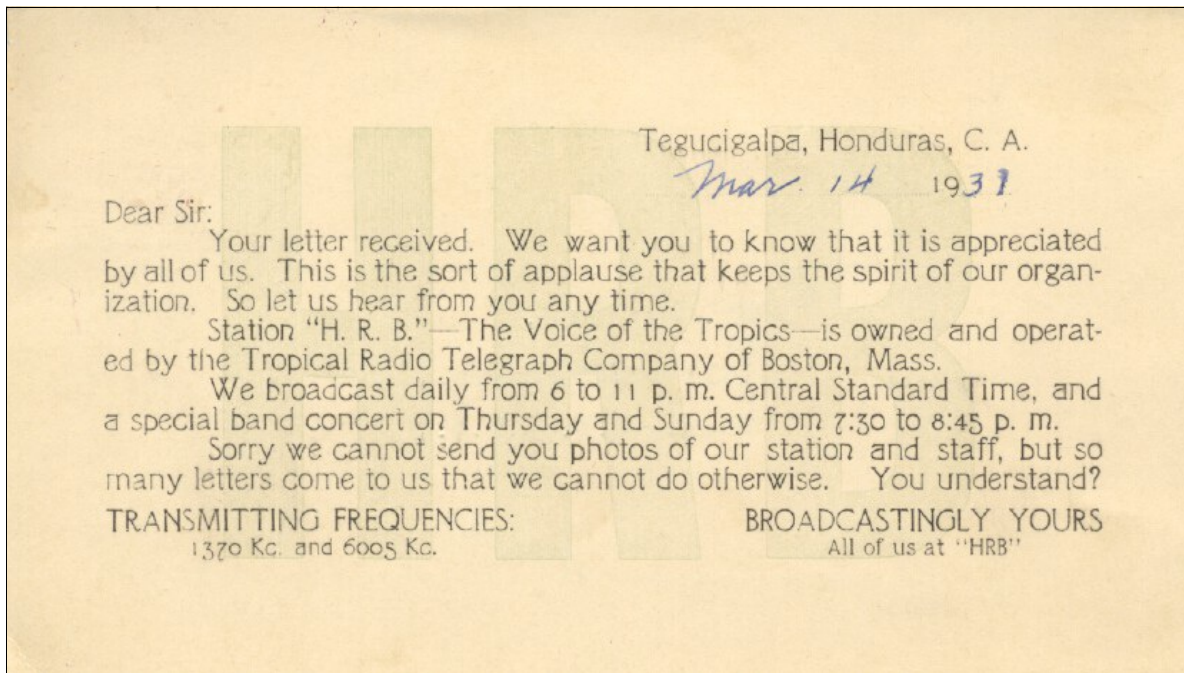 HRB
Tegucigalpa, Honduras, C. A.
Mar. 14 1931
Dear Sir:
Your letter received. We want you to know that it is appreciated
by all of us. This is the sort of applause that keeps the spirit of our organ-
ization. So let us hear from you any time.
Station "H. R. B."—The Voice of the Tropics—is owned and operat-
ed by the Tropical Radio Telegraph Company of Boston, Mass.
We broadcast daily from 6 to 11 p. m. Central Standard Time, and
a special band concert on Thursday and Sunday from 7:30 to 8:45 p. m.
Sorry we cannot send you photos of our station and staff, but so
many letters come to us that we cannot do otherwise. You understand?
TRANSMITTING FREQUENCIES: BROADCASTINGLY YOURS
1370 Kc. and 6005 Kc. All of us at "HRB"